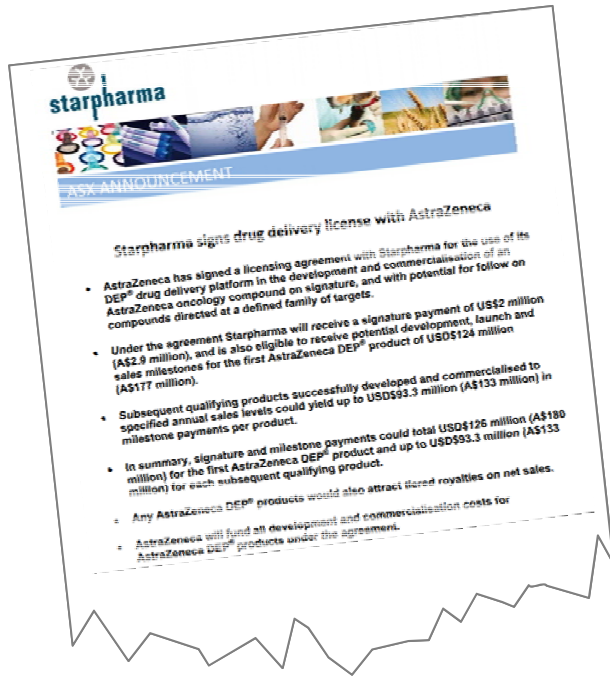 starpharma
ASX ANNOUNCEMENT
Starpharma signs drug delivery license with AstraZeneca
• AstraZeneca has signed a licensing agreement with Starpharma for the use of its
DEP® drug delivery platform in the development and commercialisation of an
AstraZeneca oncology compound on signature, and with potential for follow on
compounds directed at a defined family of targets.
• Under the agreement Starpharma will receive a signature payment of US$2 million
(A$2.9 million), and is also eligible to receive potential development, launch and
sales milestones for the first AstraZeneca DEP® product of USD$124 million
(A$177 million).
• Subsequent qualifying products successfully developed and commercialised to
specified annual sales levels could yield up to USD$93.3 million (A$133 million) in
milestone payments per product.
• In summary, signature and milestone payments could total USD$126 million (A$180
million) for the first AstraZeneca DEP® product and up to USD$93.3 million (A$133
million) for each subsequent qualifying product.
• Any AstraZeneca DEP® products would also attract tiered royalties on net sales.
• AstraZeneca will fund all development and commercialisation costs for
AstraZeneca DEP® products under the agreement.